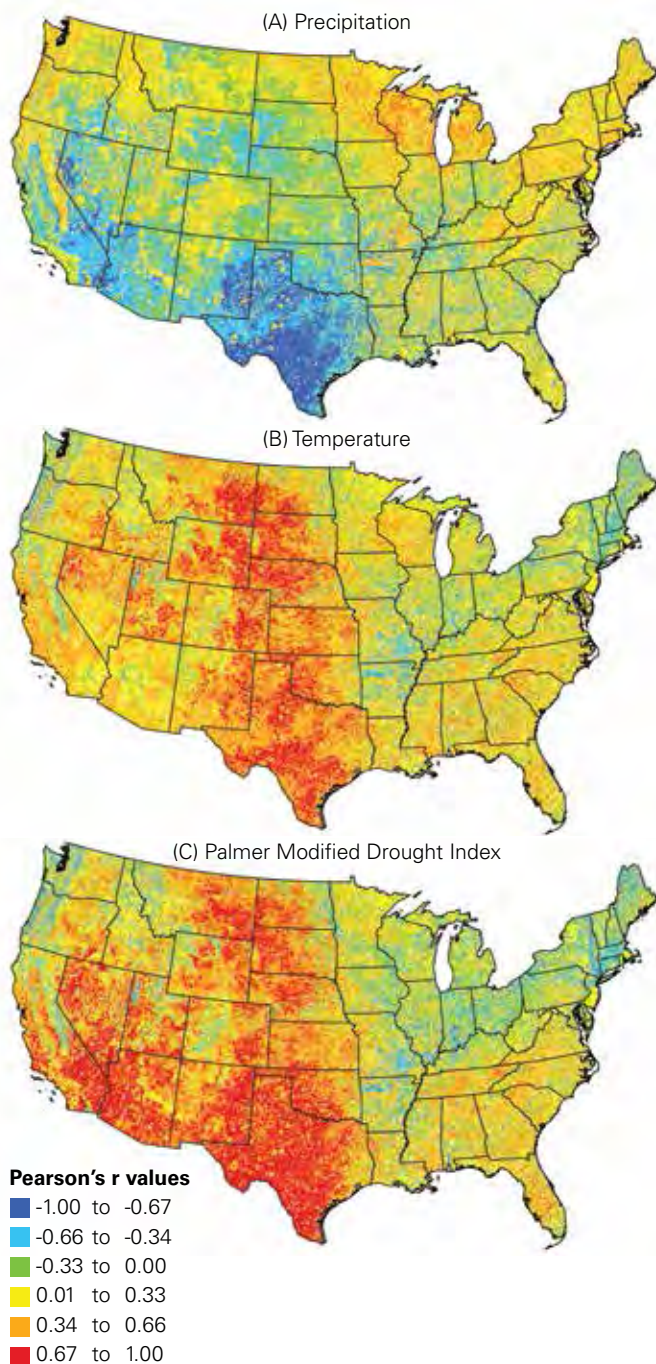 (A) Precipitation
(B) Temperature
(C) Palmer Modified Drought Index
Pearson's r values
-1.00 to -0.67
-0.66 to -0.34
-0.33 to 0.00
0.01 to 0.33
0.34 to 0.66
0.67 to 1.00